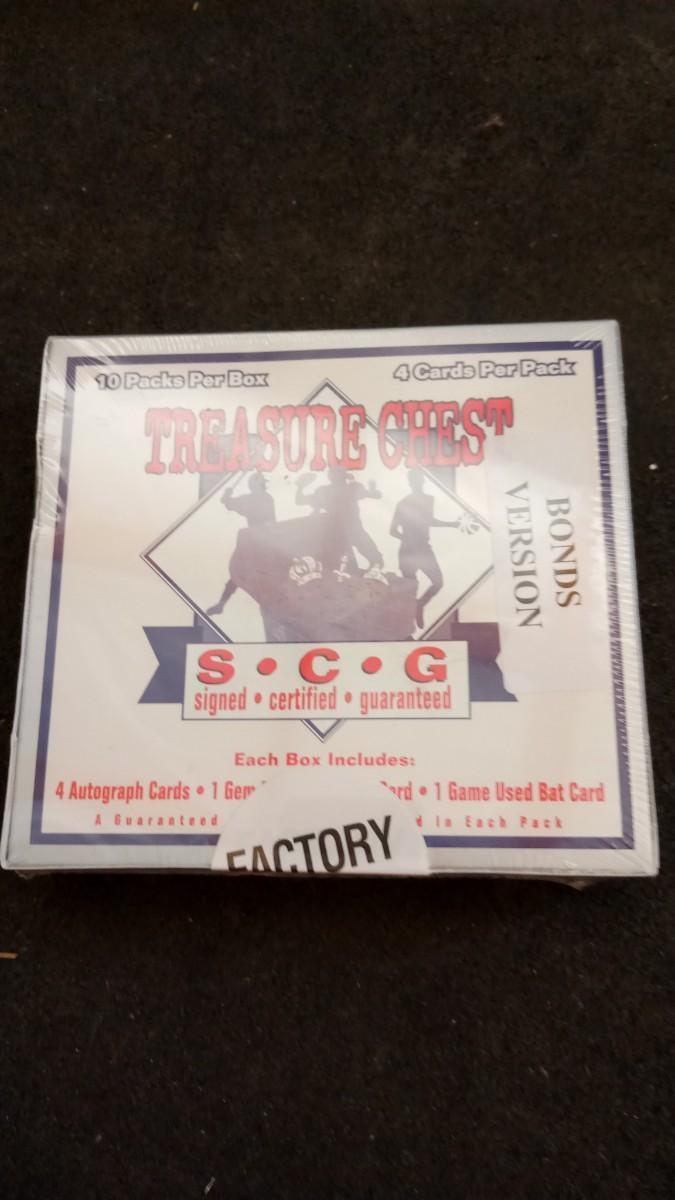 10 Packs Per Box
4 Cards Per Pack
TREASURE CHEST
BONDS
VERSION
S • C • G
signed • certified • guaranteed
Each Box Includes:
4 Autograph Cards • 1 Gem Card • 1 Game Used Bat Card
A Guaranteed In Each Pack
FACTORY